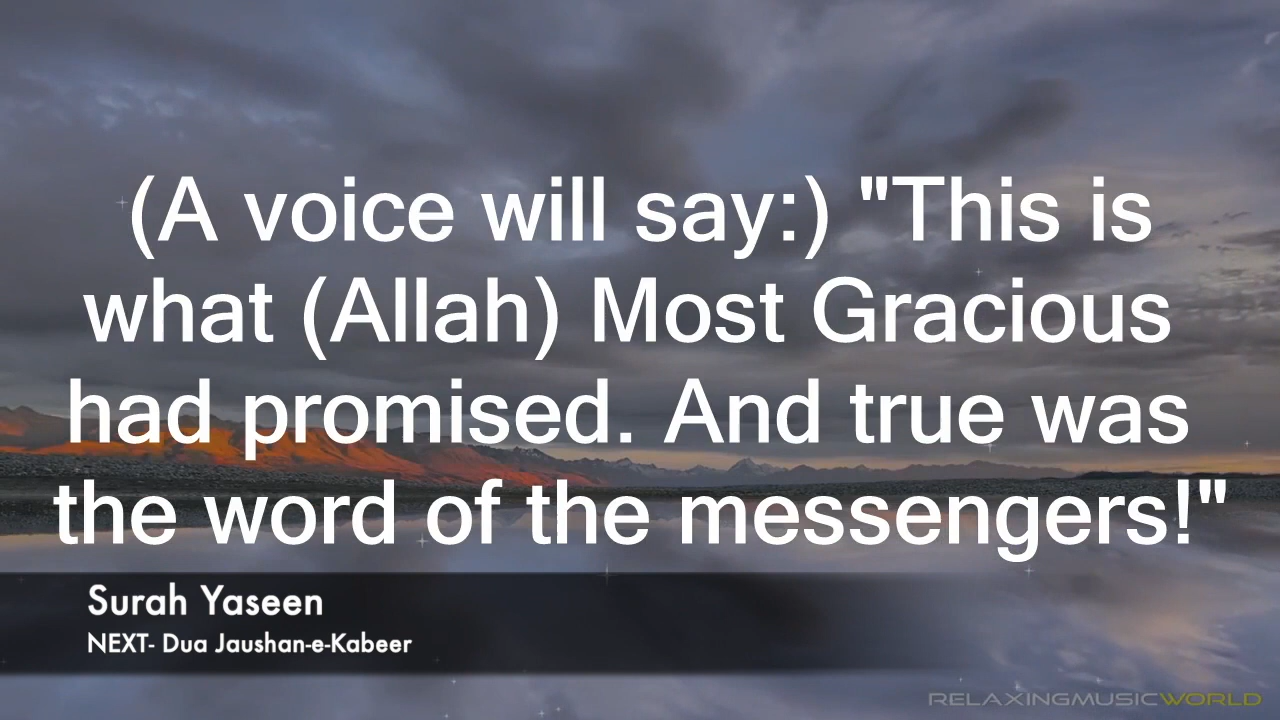 (A voice will say:) "This is
what (Allah) Most Gracious
had promised. And true was
the word of the messengers!"
Surah Yaseen
NEXT- Dua Jaushan-e-Kabeer
RELAXINGMUSICWORLD